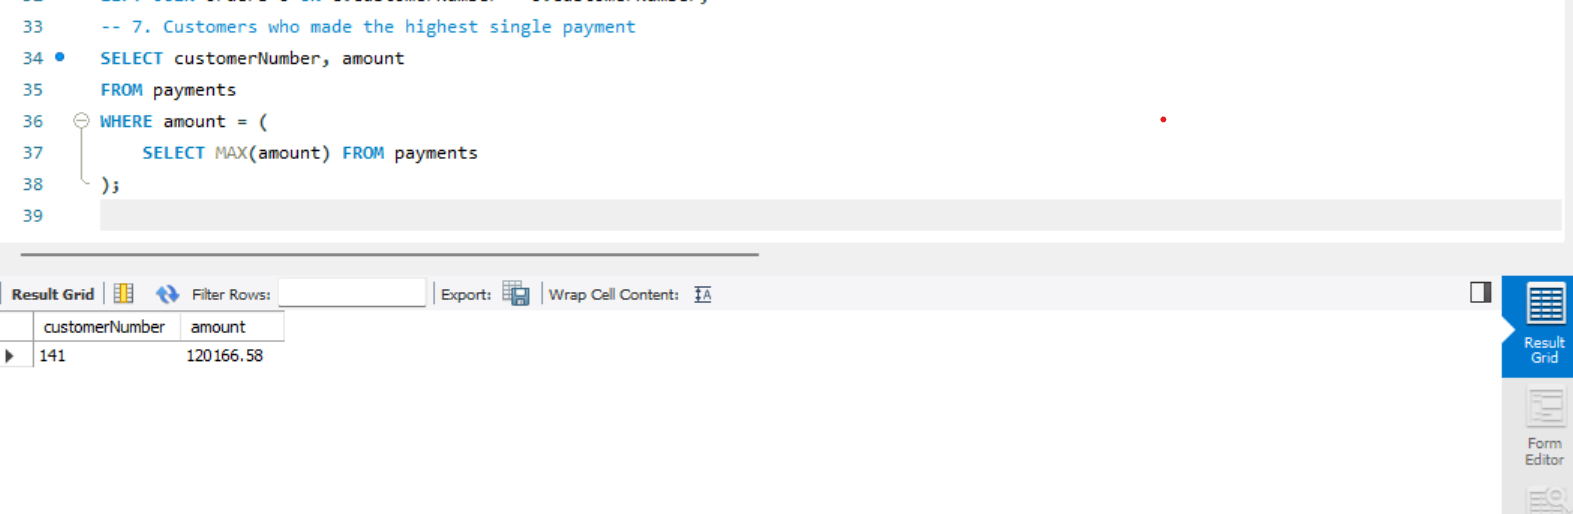 33 -- 7. Customers who made the highest single payment
34 SELECT customerNumber, amount
35 FROM payments
36 WHERE amount = (
37 SELECT MAX(amount) FROM payments
38 );
39
Result Grid Filter Rows: Export: Wrap Cell Content: IA
customerNumber amount
141 120166.58
Result
Grid
Form
Editor